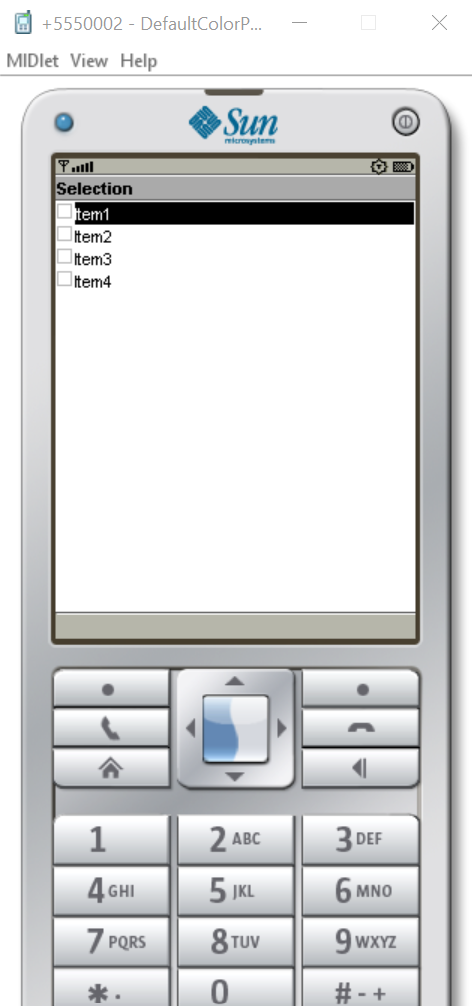 +5550002 - DefaultColorP...
MIDlet View Help
Sun
microsystems
Selection
Item1
Item2
Item3
Item4
1 2 ABC 3 DEF
4 GHI 5 JKL 6 MNO
7 PQRS 8 TUV 9 WXYZ
* . 0 # - +